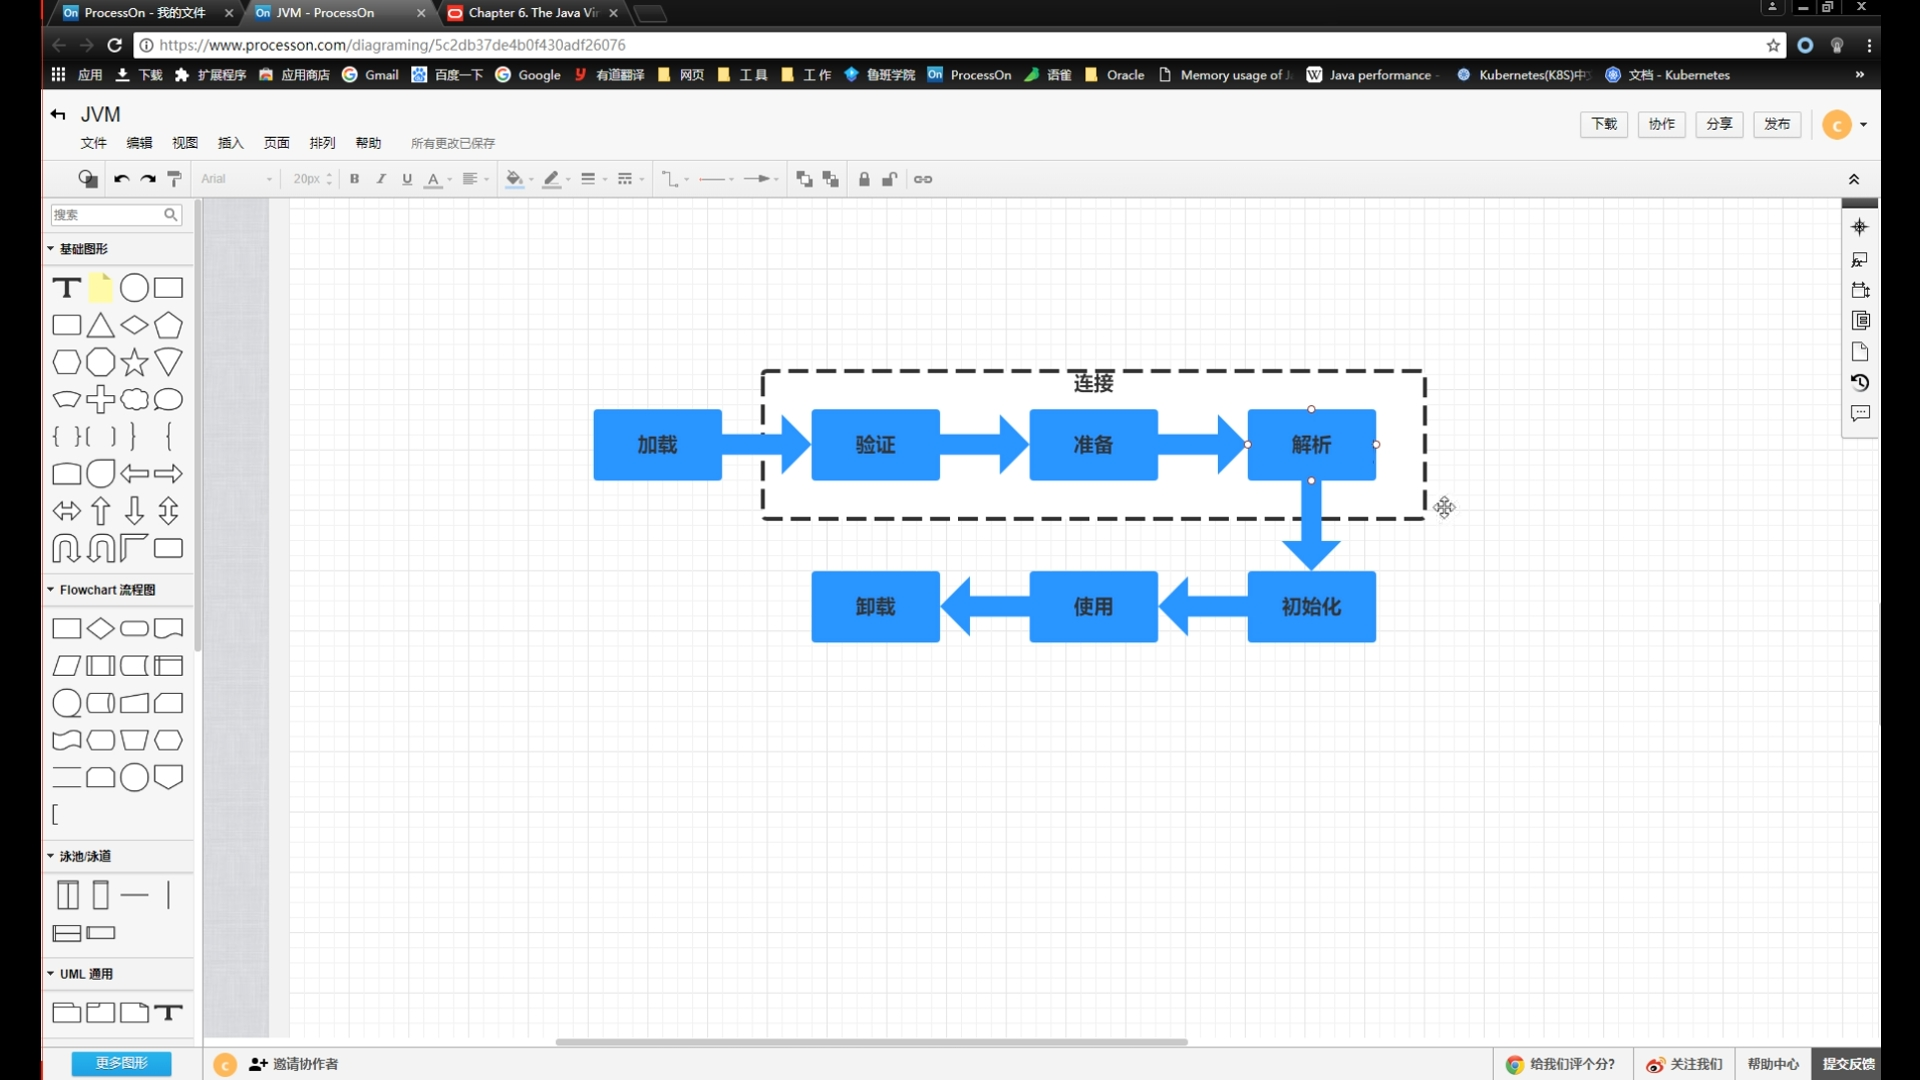 ProcessOn - 我的文件
JVM - ProcessOn
Chapter 6. The Java Vir
https://www.processon.com/diagraming/5c2db37de4b0f430adf26076
应用 下载 扩展程序 应用商店 Gmail 百度一下 Google 有道翻译 网页 工具 工作 鲁班学院 ProcessOn 语雀 Oracle Memory usage of Java performance Kubernetes(K8S)中 文档 - Kubernetes
JVM
下载 协作 分享 发布
文件 编辑 视图 插入 页面 排列 帮助 所有更改已保存
Arial 20px B I U A
搜索
基础图形
连接
加载 验证 准备 解析
卸载 使用 初始化
Flowchart 流程图
泳池/泳道
UML 通用
更多图形
c 邀请协作者
给我们评个分? 关注我们 帮助中心 提交反馈